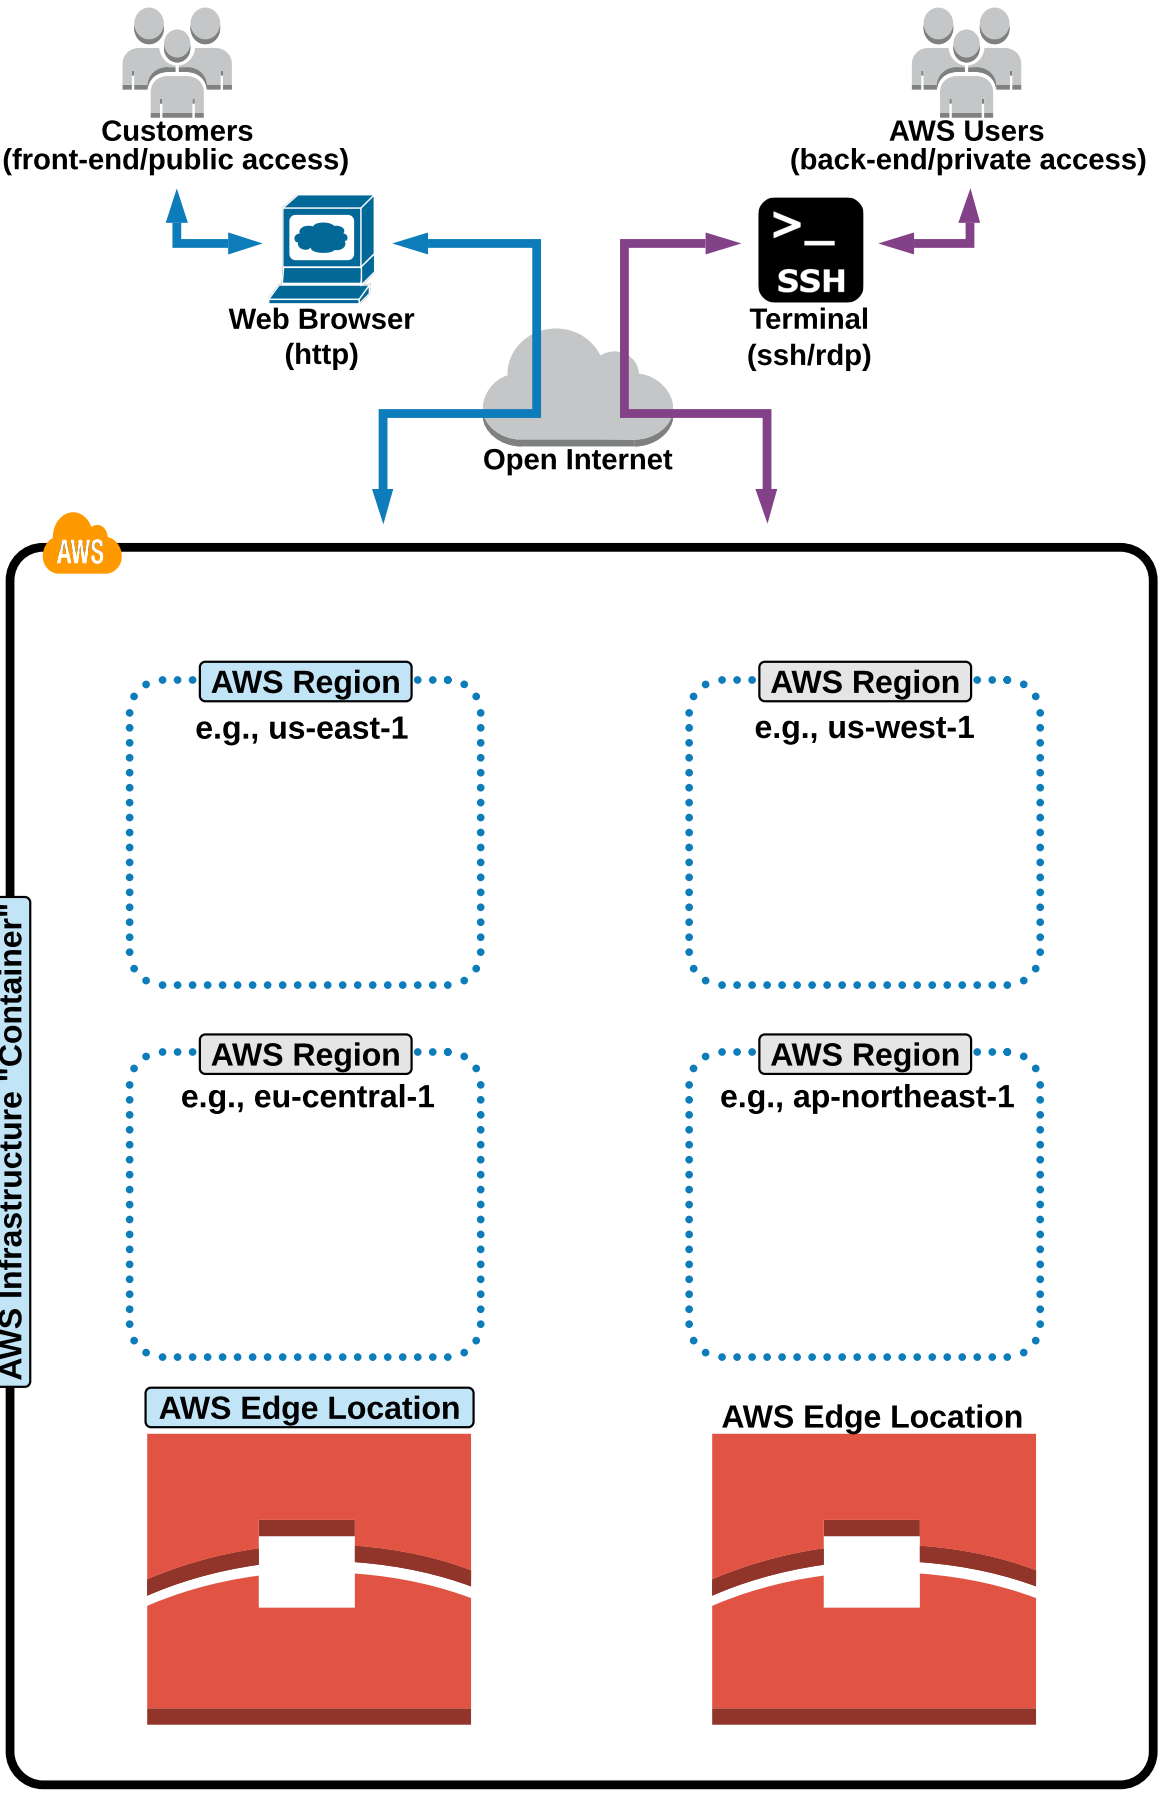 Customers
(front-end/public access)
AWS Users
(back-end/private access)
>_
SSH
Web Browser
(http)
Terminal
(ssh/rdp)
Open Internet
AWS
AWS Region
e.g., us-east-1
AWS Region
e.g., us-west-1
AWS Infrastructure "Container"
AWS Region
e.g., eu-central-1
AWS Region
e.g., ap-northeast-1
AWS Edge Location
AWS Edge Location